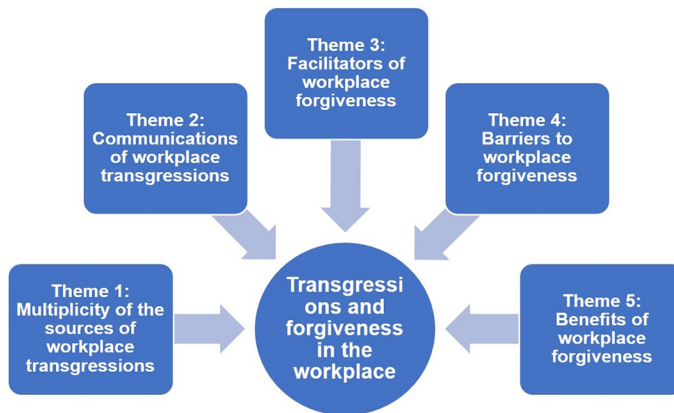 Theme 1:
Multiplicity of the
sources of
workplace
transgressions
Theme 2:
Communications
of workplace
transgressions
Theme 3:
Facilitators of
workplace
forgiveness
Theme 4:
Barriers to
workplace
forgiveness
Theme 5:
Benefits of
workplace
forgiveness
Transgressi
ons and
forgiveness
in the
workplace